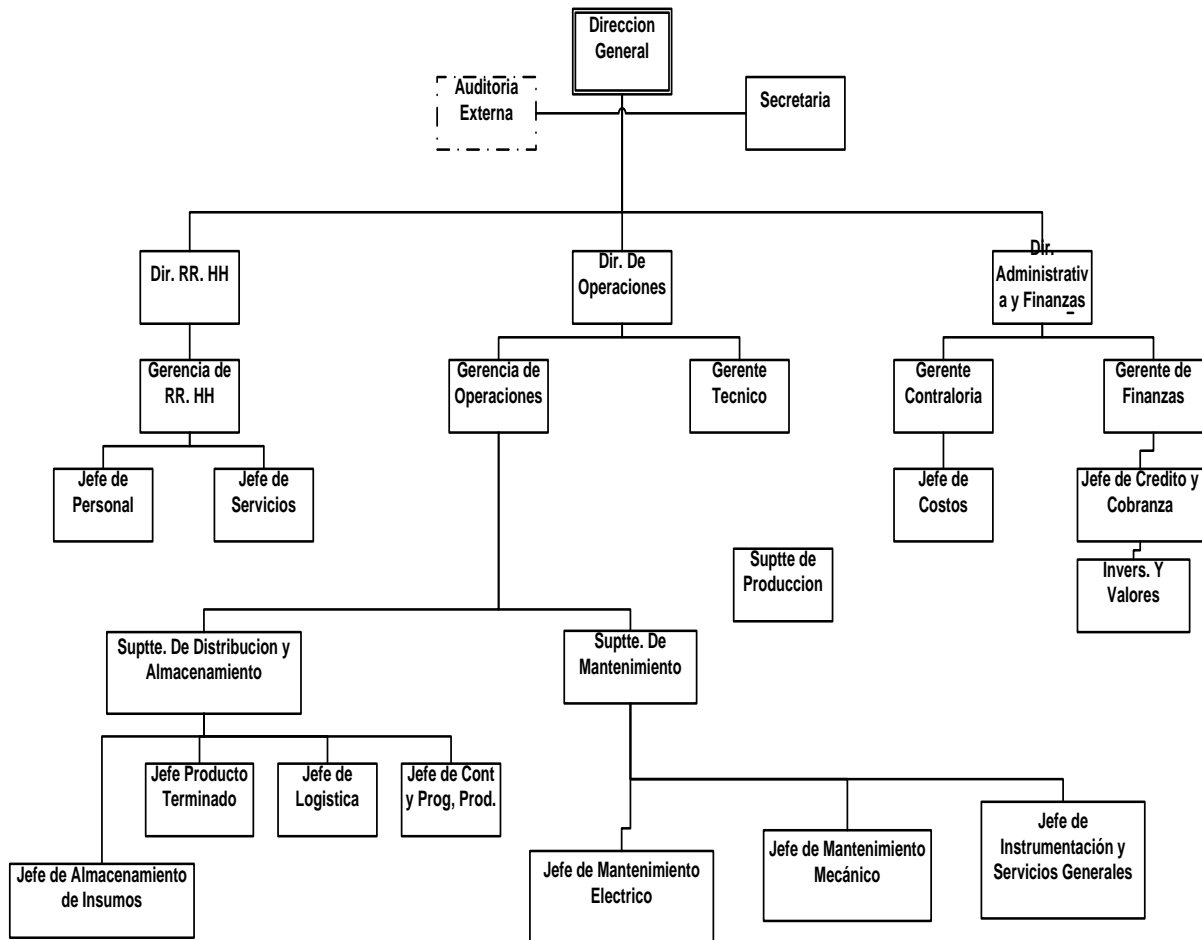 Direccion
General
Auditoria
Externa
Secretaria
Dir. RR. HH
Dir. De
Operaciones
Dir.
Administrativ
a y Finanzas
Gerencia de
RR. HH
Gerencia de
Operaciones
Gerente
Tecnico
Gerente
Contraloria
Gerente de
Finanzas
Jefe de
Personal
Jefe de
Servicios
Jefe de
Costos
Jefe de Credito y
Cobranza
Suptte de
Produccion
Invers. Y
Valores
Suptte. De Distribucion y
Almacenamiento
Suptte. De
Mantenimiento
Jefe Producto
Terminado
Jefe de
Logistica
Jefe de Cont
y Prog, Prod.
Jefe de Almacenamiento
de Insumos
Jefe de Mantenimiento
Electrico
Jefe de Mantenimiento
Mecánico
Jefe de
Instrumentación y
Servicios Generales